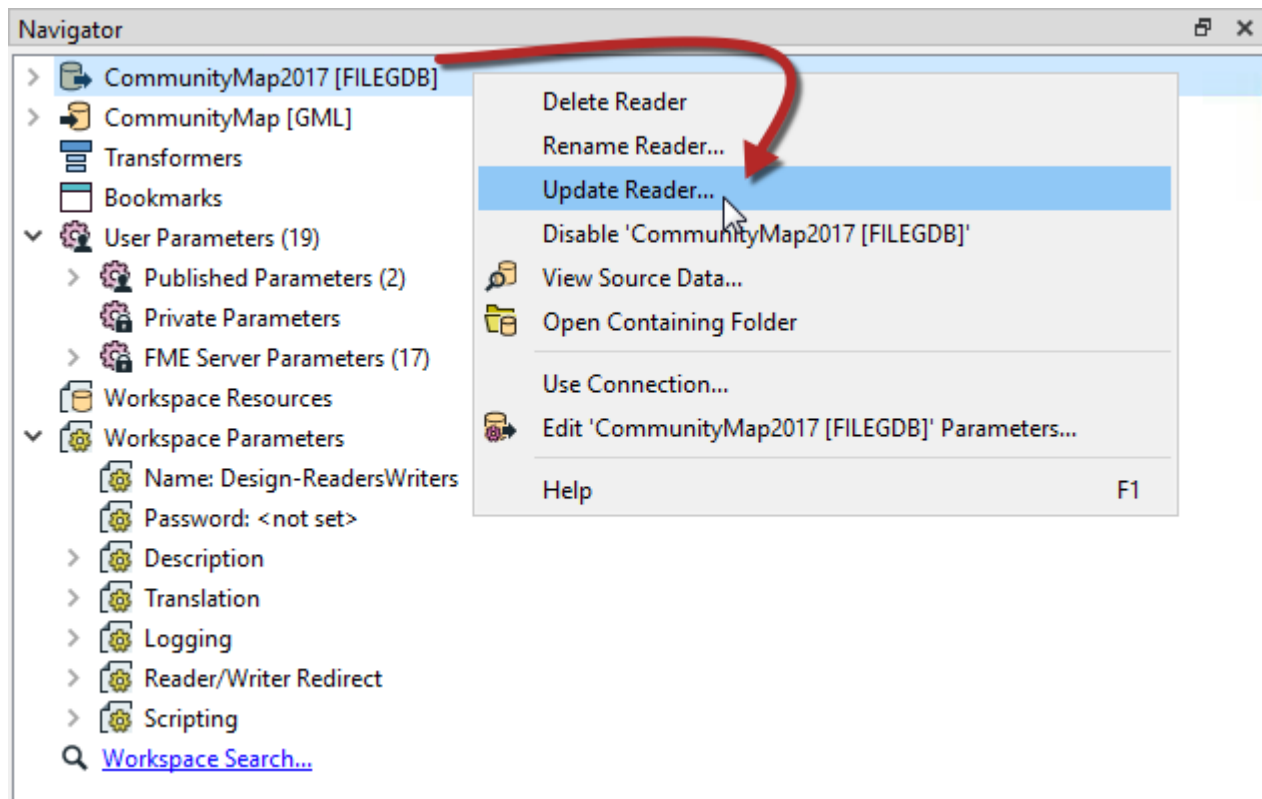 Navigator
CommunityMap2017 [FILEGDB]
CommunityMap [GML]
Transformers
Bookmarks
User Parameters (19)
Published Parameters (2)
Private Parameters
FME Server Parameters (17)
Workspace Resources
Workspace Parameters
Name: Design-ReadersWriters
Password: <not set>
Description
Translation
Logging
Reader/Writer Redirect
Scripting
Workspace Search...
Delete Reader
Rename Reader...
Update Reader...
Disable 'CommunityMap2017 [FILEGDB]'
View Source Data...
Open Containing Folder
Use Connection...
Edit 'CommunityMap2017 [FILEGDB]' Parameters...
Help F1